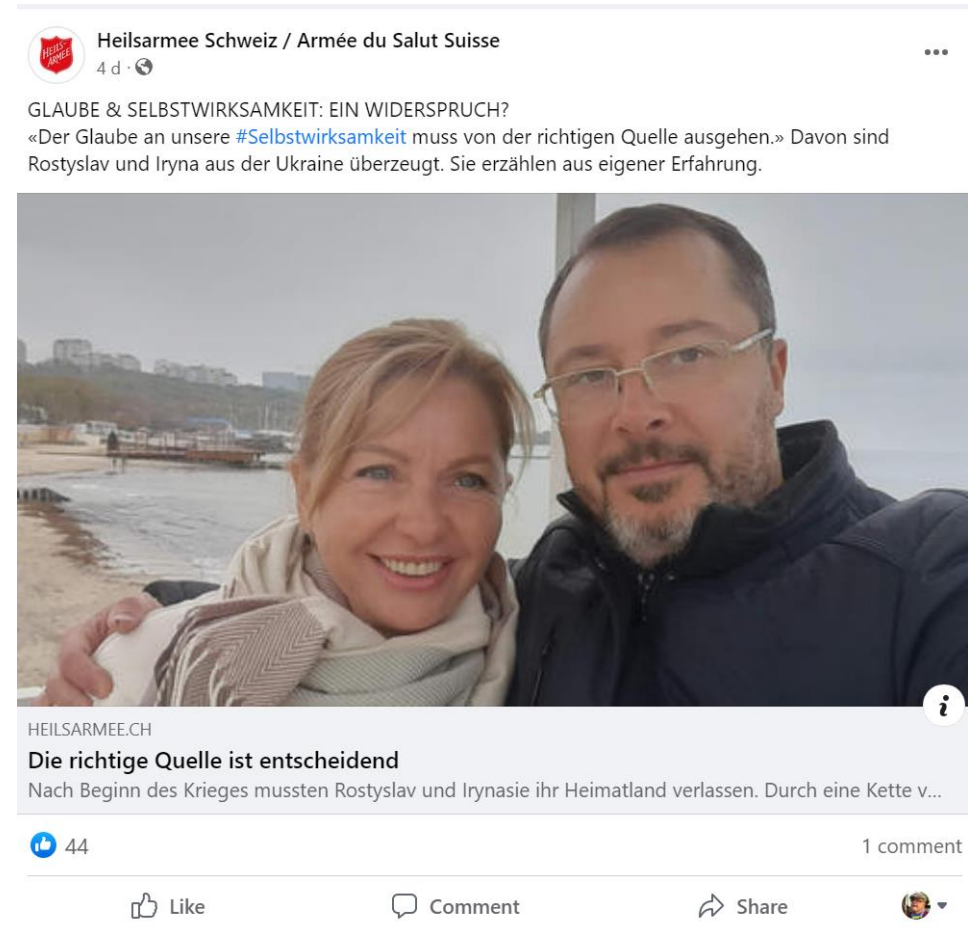 HEILS-
ARMEE
Heilsarmee Schweiz / Armée du Salut Suisse
4 d ·
GLAUBE & SELBSTWIRKSAMKEIT: EIN WIDERSPRUCH?
«Der Glaube an unsere #Selbstwirksamkeit muss von der richtigen Quelle ausgehen.» Davon sind
Rostyslav und Iryna aus der Ukraine überzeugt. Sie erzählen aus eigener Erfahrung.
HEILSARMEE.CH
Die richtige Quelle ist entscheidend
Nach Beginn des Krieges mussten Rostyslav und Irynasie ihr Heimatland verlassen. Durch eine Kette v...
44
1 comment
Like
Comment
Share